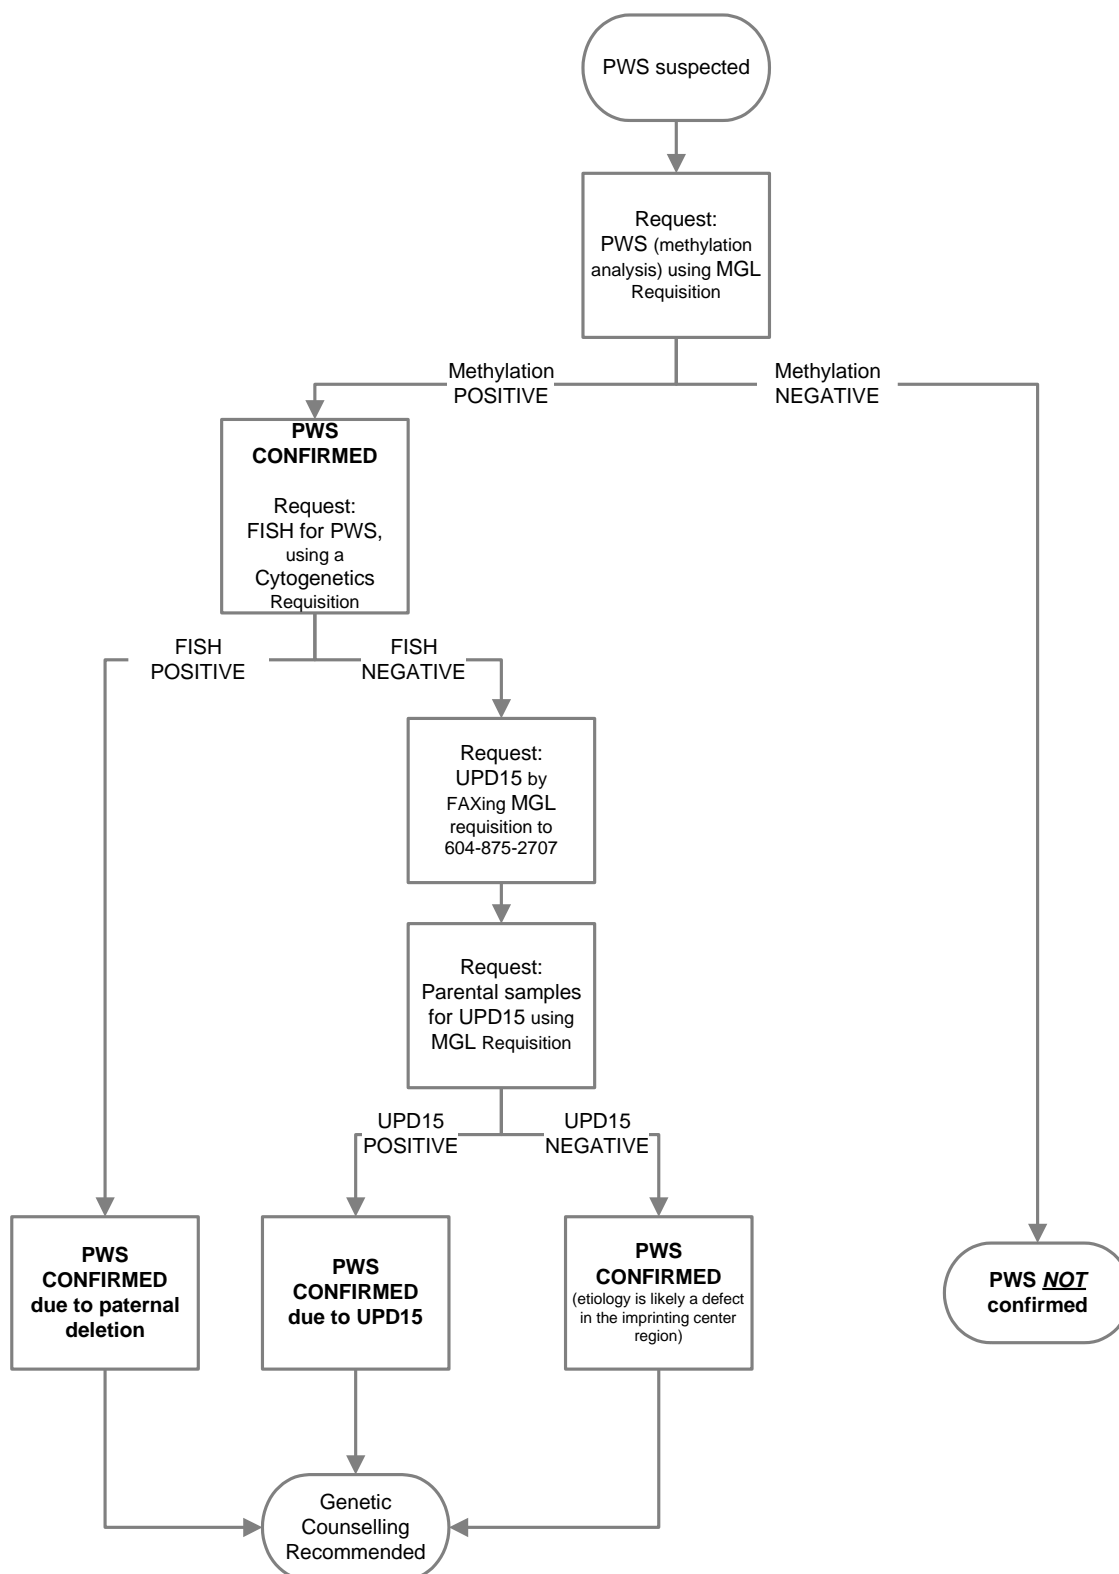 PWS suspected
Request:
PWS (methylation
analysis) using MGL
Requisition
Methylation
POSITIVE
Methylation
NEGATIVE
PWS
CONFIRMED
Request:
FISH for PWS,
using a
Cytogenetics
Requisition
FISH
POSITIVE
FISH
NEGATIVE
Request:
UPD15 by
FAXing MGL
requisition to
604-875-2707
Request:
Parental samples
for UPD15 using
MGL Requisition
UPD15
POSITIVE
UPD15
NEGATIVE
PWS
CONFIRMED
due to paternal
deletion
PWS
CONFIRMED
due to UPD15
PWS
CONFIRMED
(etiology is likely a defect
in the imprinting center
region)
PWS NOT
confirmed
Genetic
Counselling
Recommended